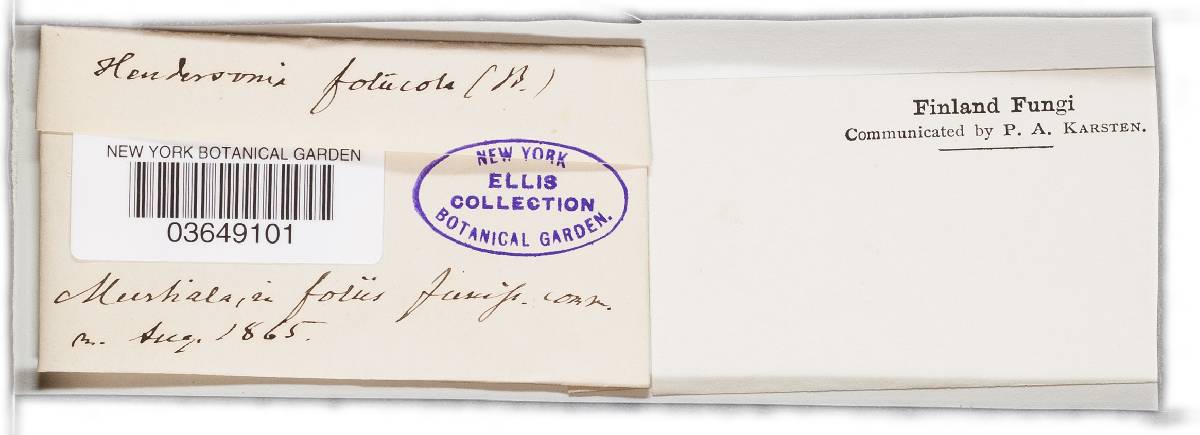 Hendersonia foliicola (B.)
NEW YORK BOTANICAL GARDEN
03649101
NEW YORK
ELLIS
COLLECTION
BOTANICAL GARDEN.
Mustiala, in foliis Junip. comm.
m. Aug. 1865.
Finland Fungi
Communicated by P. A. KARSTEN.